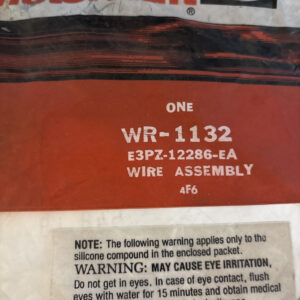 ®
ONE
WR-1132
E3PZ-12286-EA
WIRE ASSEMBLY
4F6
NOTE: The following warning applies only to the
silicone compound in the enclosed packet.
WARNING: MAY CAUSE EYE IRRITATION,
Do not get in eyes. In case of eye contact, flush
eyes with water for 15 minutes and obtain medical